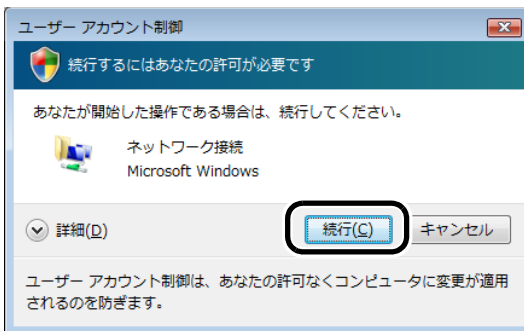 ユーザー アカウント制御
続行するにはあなたの許可が必要です
あなたが開始した操作である場合は、続行してください。
ネットワーク接続
Microsoft Windows
詳細(D) 続行(C) キャンセル
ユーザー アカウント制御は、あなたの許可なくコンピュータに変更が適用
されるのを防ぎます。